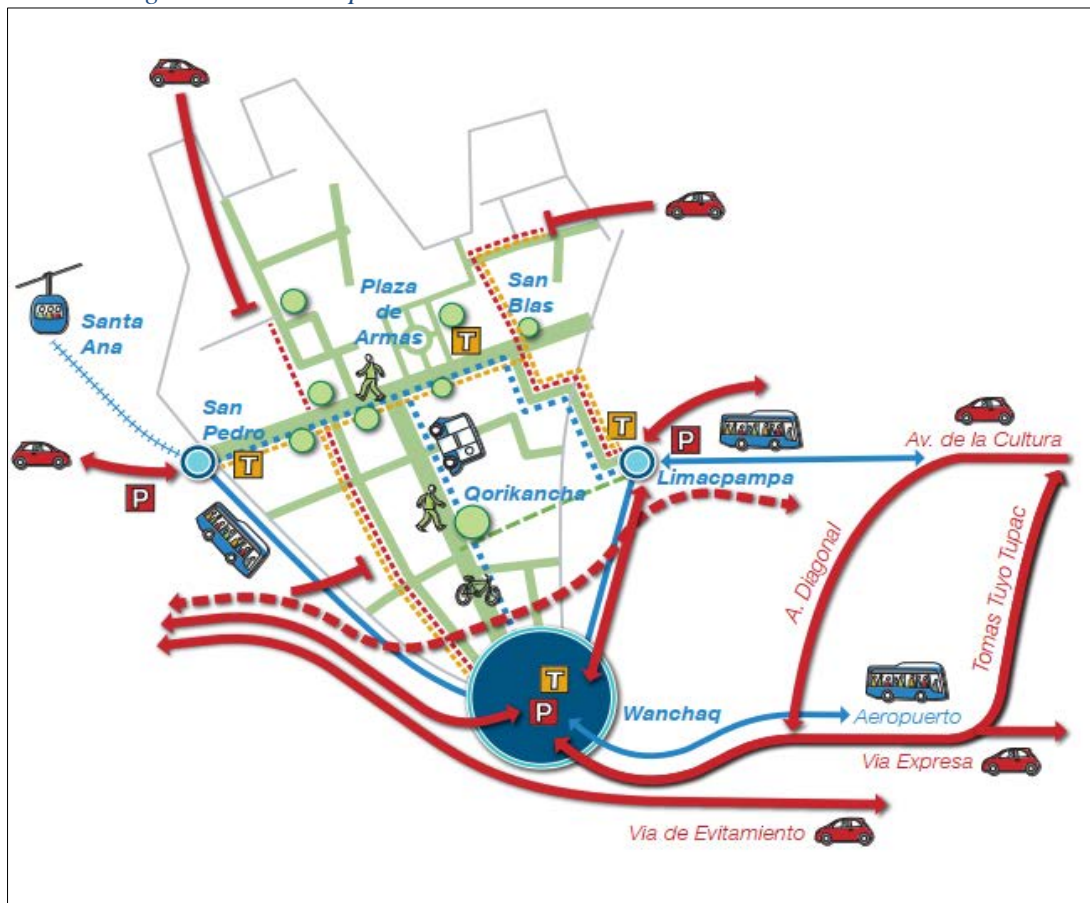 Plaza
de
Armas
San
Blas
Santa
Ana
San
Pedro
T
T
T
P
P
Limacpampa
Av. de la Cultura
Qorikancha
A. Diagonal
Tomas Tuyo Tupac
T
P
Wanchaq
Aeropuerto
Via Expresa
Via de Evitamiento